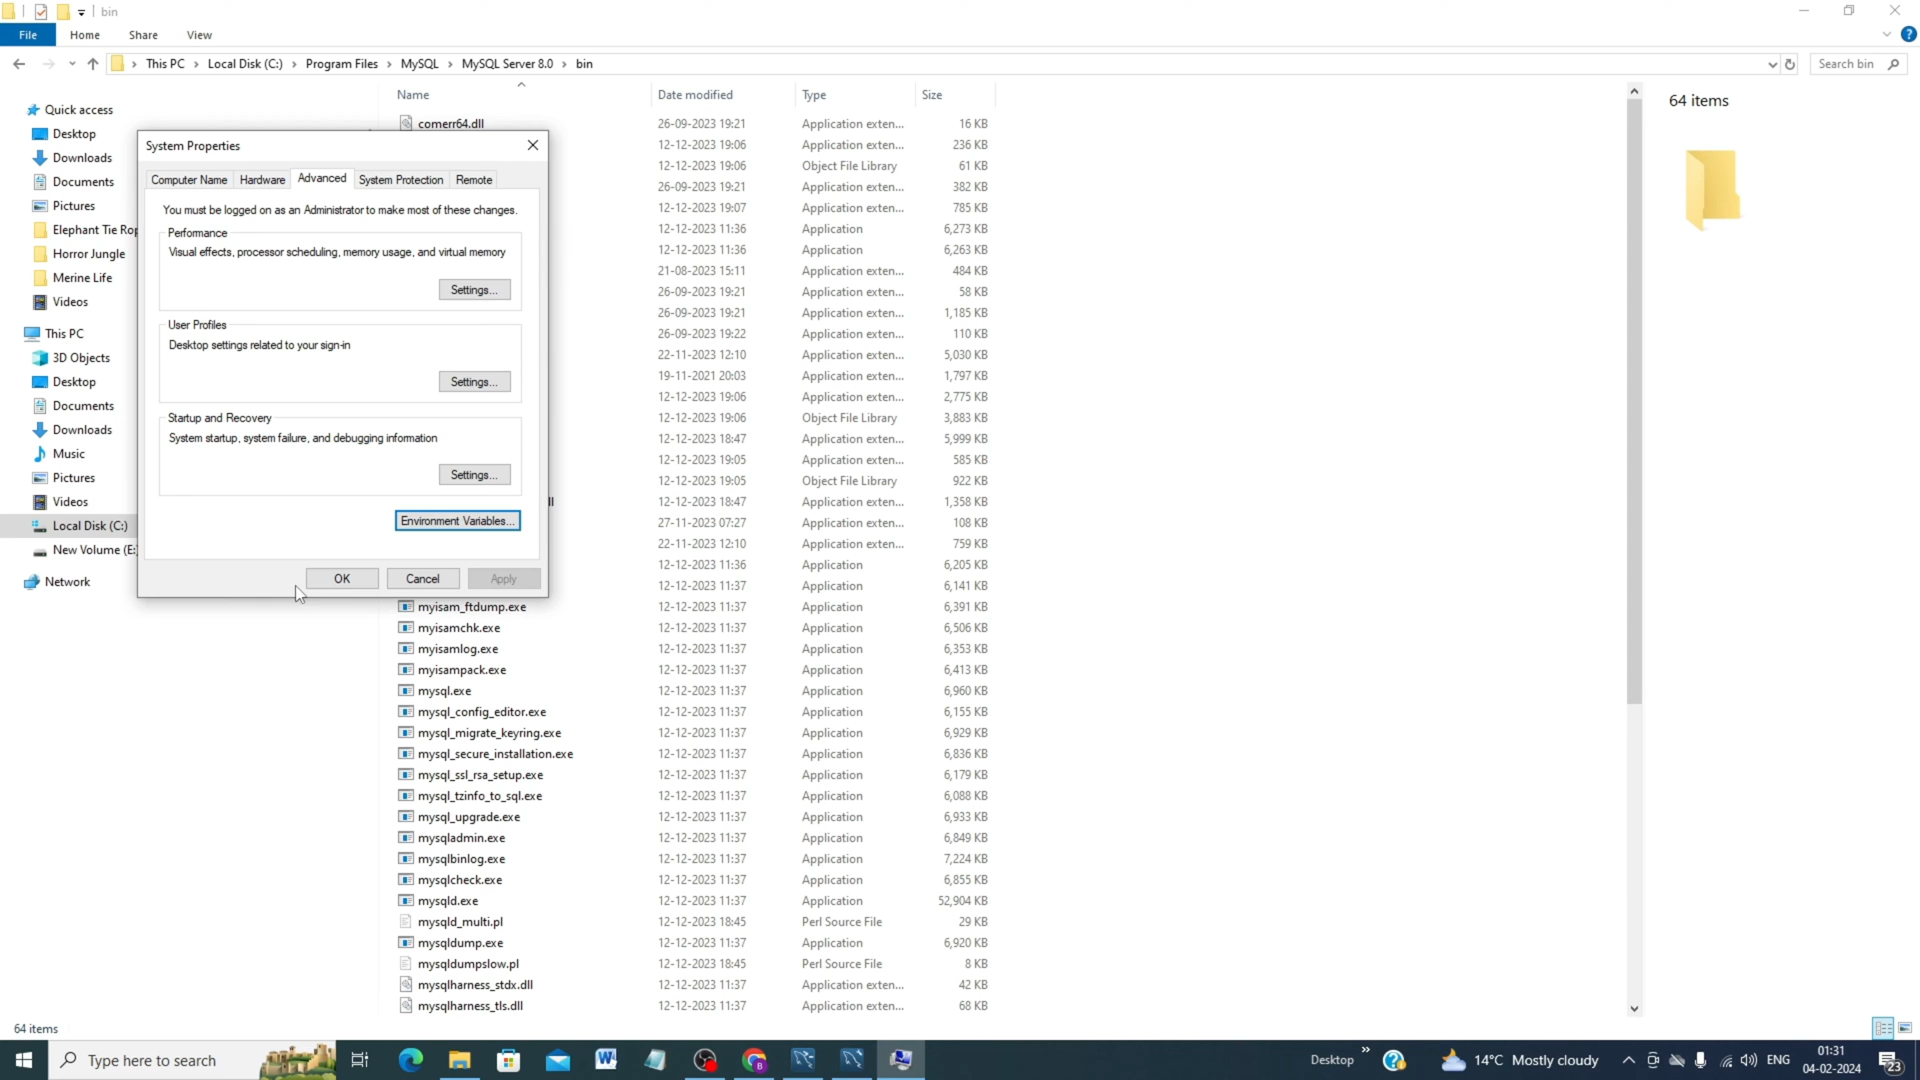 bin
File
Home
Share
View
This PC
Local Disk (C:)
Program Files
MySQL
MySQL Server 8.0
bin
Search bin
Name
Date modified
Type
Size
64 items
Quick access
Desktop
Downloads
Documents
Pictures
Elephant Tie Rop
Horror Jungle
Merine Life
Videos
This PC
3D Objects
Desktop
Documents
Downloads
Music
Pictures
Videos
Local Disk (C:)
New Volume (E:
Network
System Properties
Computer Name
Hardware
Advanced
System Protection
Remote
You must be logged on as an Administrator to make most of these changes.
Performance
Visual effects, processor scheduling, memory usage, and virtual memory
Settings...
User Profiles
Desktop settings related to your sign-in
Settings...
Startup and Recovery
System startup, system failure, and debugging information
Settings...
Environment Variables...
OK
Cancel
Apply
comerr64.dll 26-09-2023 19:21 Application exten... 16 KB
12-12-2023 19:06 Application exten... 236 KB
12-12-2023 19:06 Object File Library 61 KB
26-09-2023 19:21 Application exten... 382 KB
12-12-2023 19:07 Application exten... 785 KB
12-12-2023 11:36 Application 6,273 KB
12-12-2023 11:36 Application 6,263 KB
21-08-2023 15:11 Application exten... 484 KB
26-09-2023 19:21 Application exten... 58 KB
26-09-2023 19:21 Application exten... 1,185 KB
26-09-2023 19:22 Application exten... 110 KB
22-11-2023 12:10 Application exten... 5,030 KB
19-11-2021 20:03 Application exten... 1,797 KB
12-12-2023 19:06 Application exten... 2,775 KB
12-12-2023 19:06 Object File Library 3,883 KB
12-12-2023 18:47 Application exten... 5,999 KB
12-12-2023 19:05 Application exten... 585 KB
12-12-2023 19:05 Object File Library 922 KB
ll 12-12-2023 18:47 Application exten... 1,358 KB
27-11-2023 07:27 Application exten... 108 KB
22-11-2023 12:10 Application exten... 759 KB
12-12-2023 11:36 Application 6,205 KB
12-12-2023 11:37 Application 6,141 KB
myisam_ftdump.exe 12-12-2023 11:37 Application 6,391 KB
myisamchk.exe 12-12-2023 11:37 Application 6,506 KB
myisamlog.exe 12-12-2023 11:37 Application 6,353 KB
myisampack.exe 12-12-2023 11:37 Application 6,413 KB
mysql.exe 12-12-2023 11:37 Application 6,960 KB
mysql_config_editor.exe 12-12-2023 11:37 Application 6,155 KB
mysql_migrate_keyring.exe 12-12-2023 11:37 Application 6,929 KB
mysql_secure_installation.exe 12-12-2023 11:37 Application 6,836 KB
mysql_ssl_rsa_setup.exe 12-12-2023 11:37 Application 6,179 KB
mysql_tzinfo_to_sql.exe 12-12-2023 11:37 Application 6,088 KB
mysql_upgrade.exe 12-12-2023 11:37 Application 6,933 KB
mysqladmin.exe 12-12-2023 11:37 Application 6,849 KB
mysqlbinlog.exe 12-12-2023 11:37 Application 7,224 KB
mysqlcheck.exe 12-12-2023 11:37 Application 6,855 KB
mysqld.exe 12-12-2023 11:37 Application 52,904 KB
mysqld_multi.pl 12-12-2023 18:45 Perl Source File 29 KB
mysqldump.exe 12-12-2023 11:37 Application 6,920 KB
mysqldumpslow.pl 12-12-2023 18:45 Perl Source File 8 KB
mysqlharness_stdx.dll 12-12-2023 11:37 Application exten... 42 KB
mysqlharness_tls.dll 12-12-2023 11:37 Application exten... 68 KB
64 items
Type here to search
Desktop
14°C Mostly cloudy
ENG
01:31
04-02-2024
23